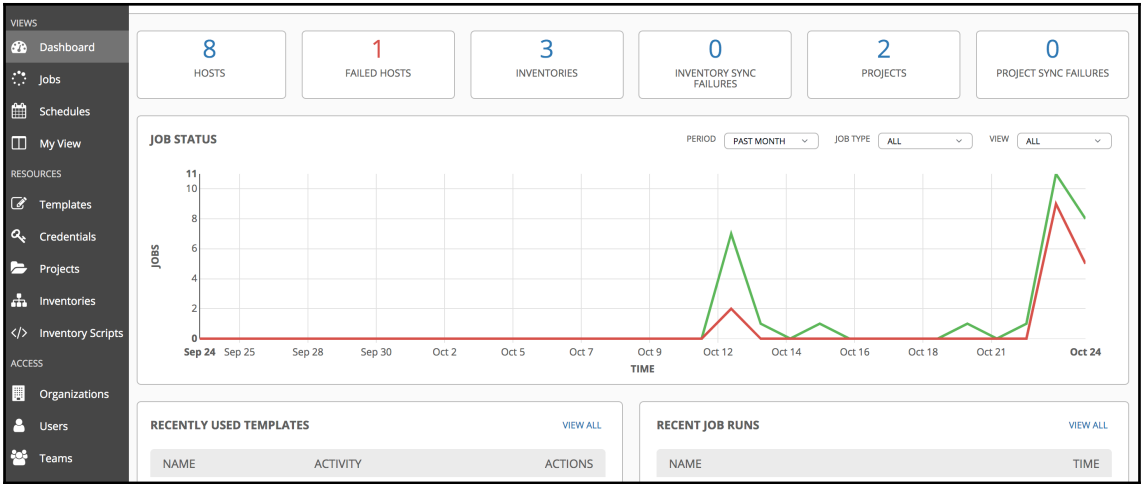 VIEWS
Dashboard
Jobs
Schedules
My View
RESOURCES
Templates
Credentials
Projects
Inventories
Inventory Scripts
ACCESS
Organizations
Users
Teams
8
HOSTS
1
FAILED HOSTS
3
INVENTORIES
0
INVENTORY SYNC
FAILURES
2
PROJECTS
0
PROJECT SYNC FAILURES
JOB STATUS
PERIOD PAST MONTH JOB TYPE ALL VIEW ALL
11
10
8
6
4
2
0
JOBS
Sep 24 Sep 25 Sep 28 Sep 30 Oct 2 Oct 5 Oct 7 Oct 9 Oct 12 Oct 14 Oct 16 Oct 18 Oct 21 Oct 24
TIME
RECENTLY USED TEMPLATES VIEW ALL
NAME ACTIVITY ACTIONS
RECENT JOB RUNS VIEW ALL
NAME TIME